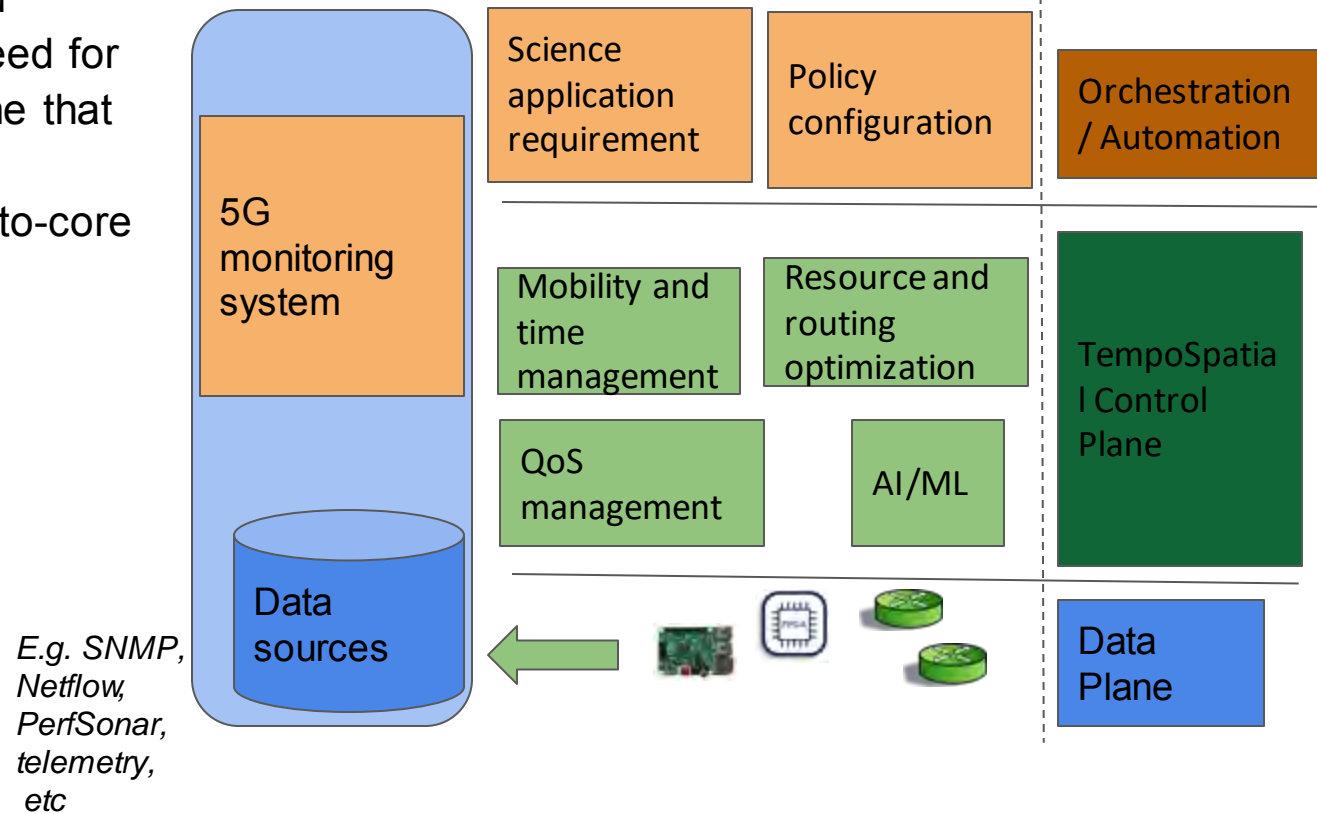 eed for
ne that
to-core
5G
monitoring
system
Data
sources
E.g. SNMP,
Netflow,
PerfSonar,
telemetry,
etc
Science
application
requirement
Policy
configuration
Orchestration
/ Automation
Mobility and
time
management
Resource and
routing
optimization
QoS
management
AI/ML
TempoSpatia
l Control
Plane
FPGA
Data
Plane